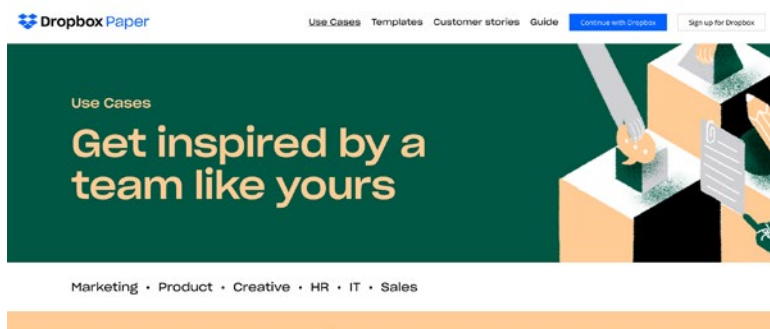 Dropbox Paper
Use Cases Templates Customer stories Guide Continue with Dropbox Sign up for Dropbox
Use Cases
Get inspired by a
team like yours
Marketing • Product • Creative • HR • IT • Sales